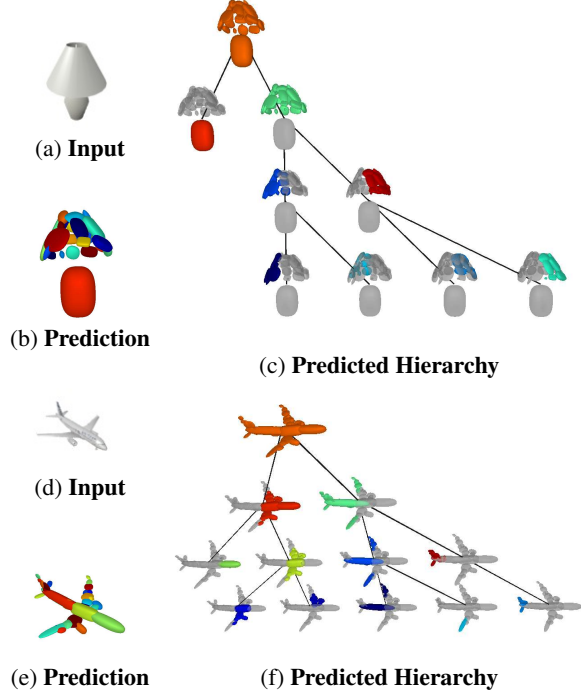 (a) Input
(b) Prediction
(c) Predicted Hierarchy
(d) Input
(e) Prediction
(f) Predicted Hierarchy